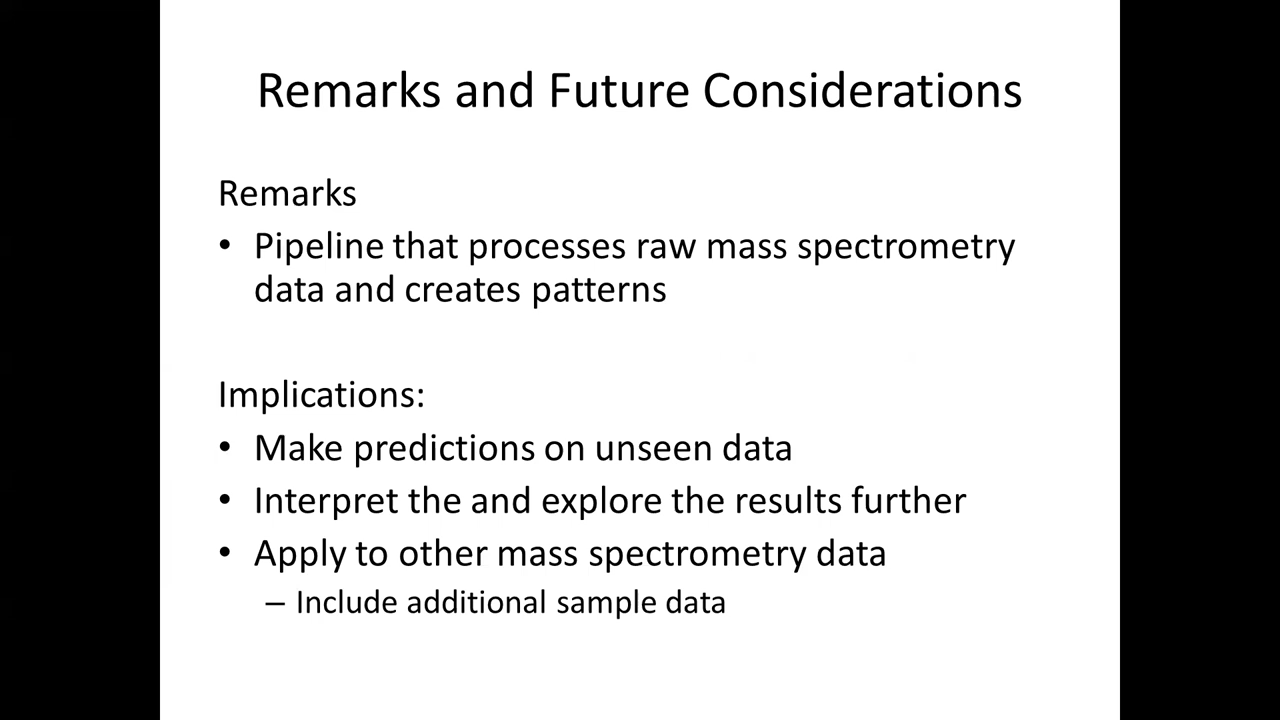 Remarks and Future Considerations
Remarks
• Pipeline that processes raw mass spectrometry
data and creates patterns
Implications:
• Make predictions on unseen data
• Interpret the and explore the results further
• Apply to other mass spectrometry data
– Include additional sample data